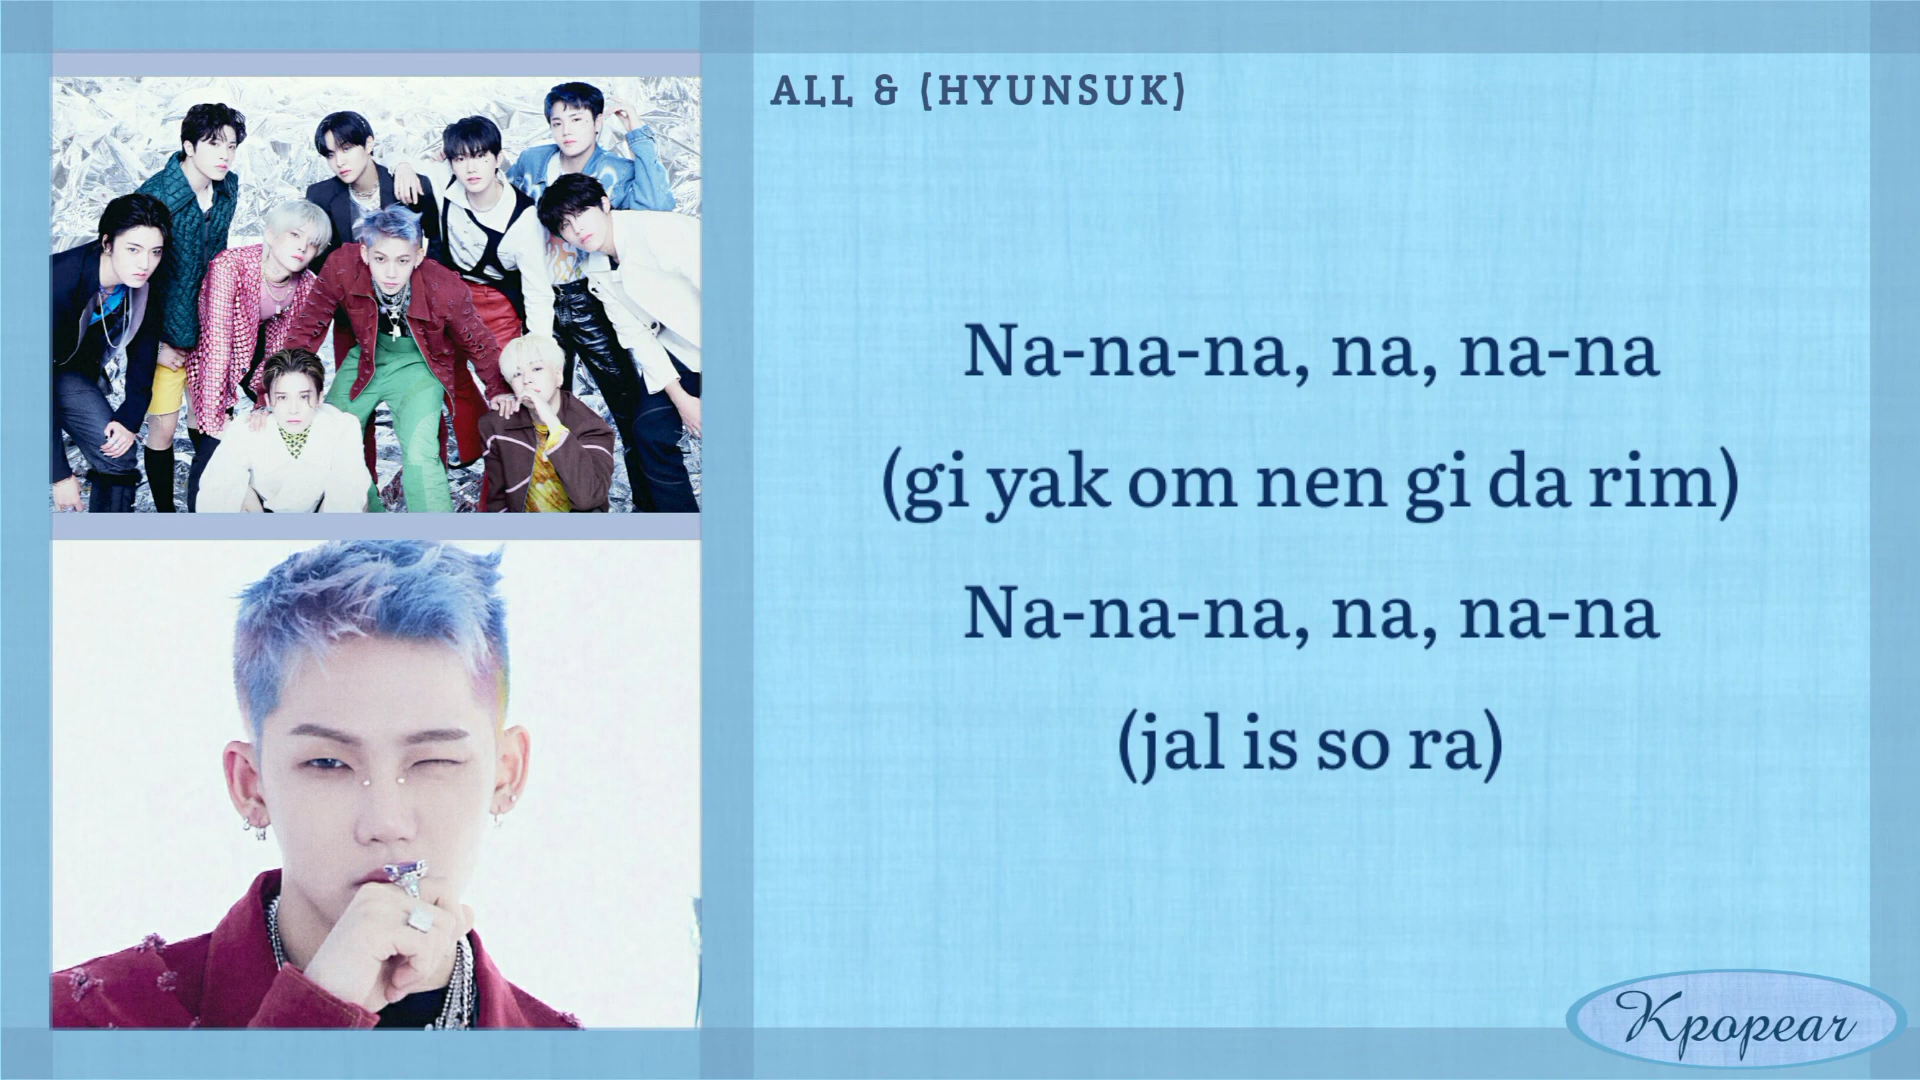 ALL & (HYUNSUK)
Na-na-na, na, na-na
(gi yak om nen gi da rim)
Na-na-na, na, na-na
(jal is so ra)
Kpopear